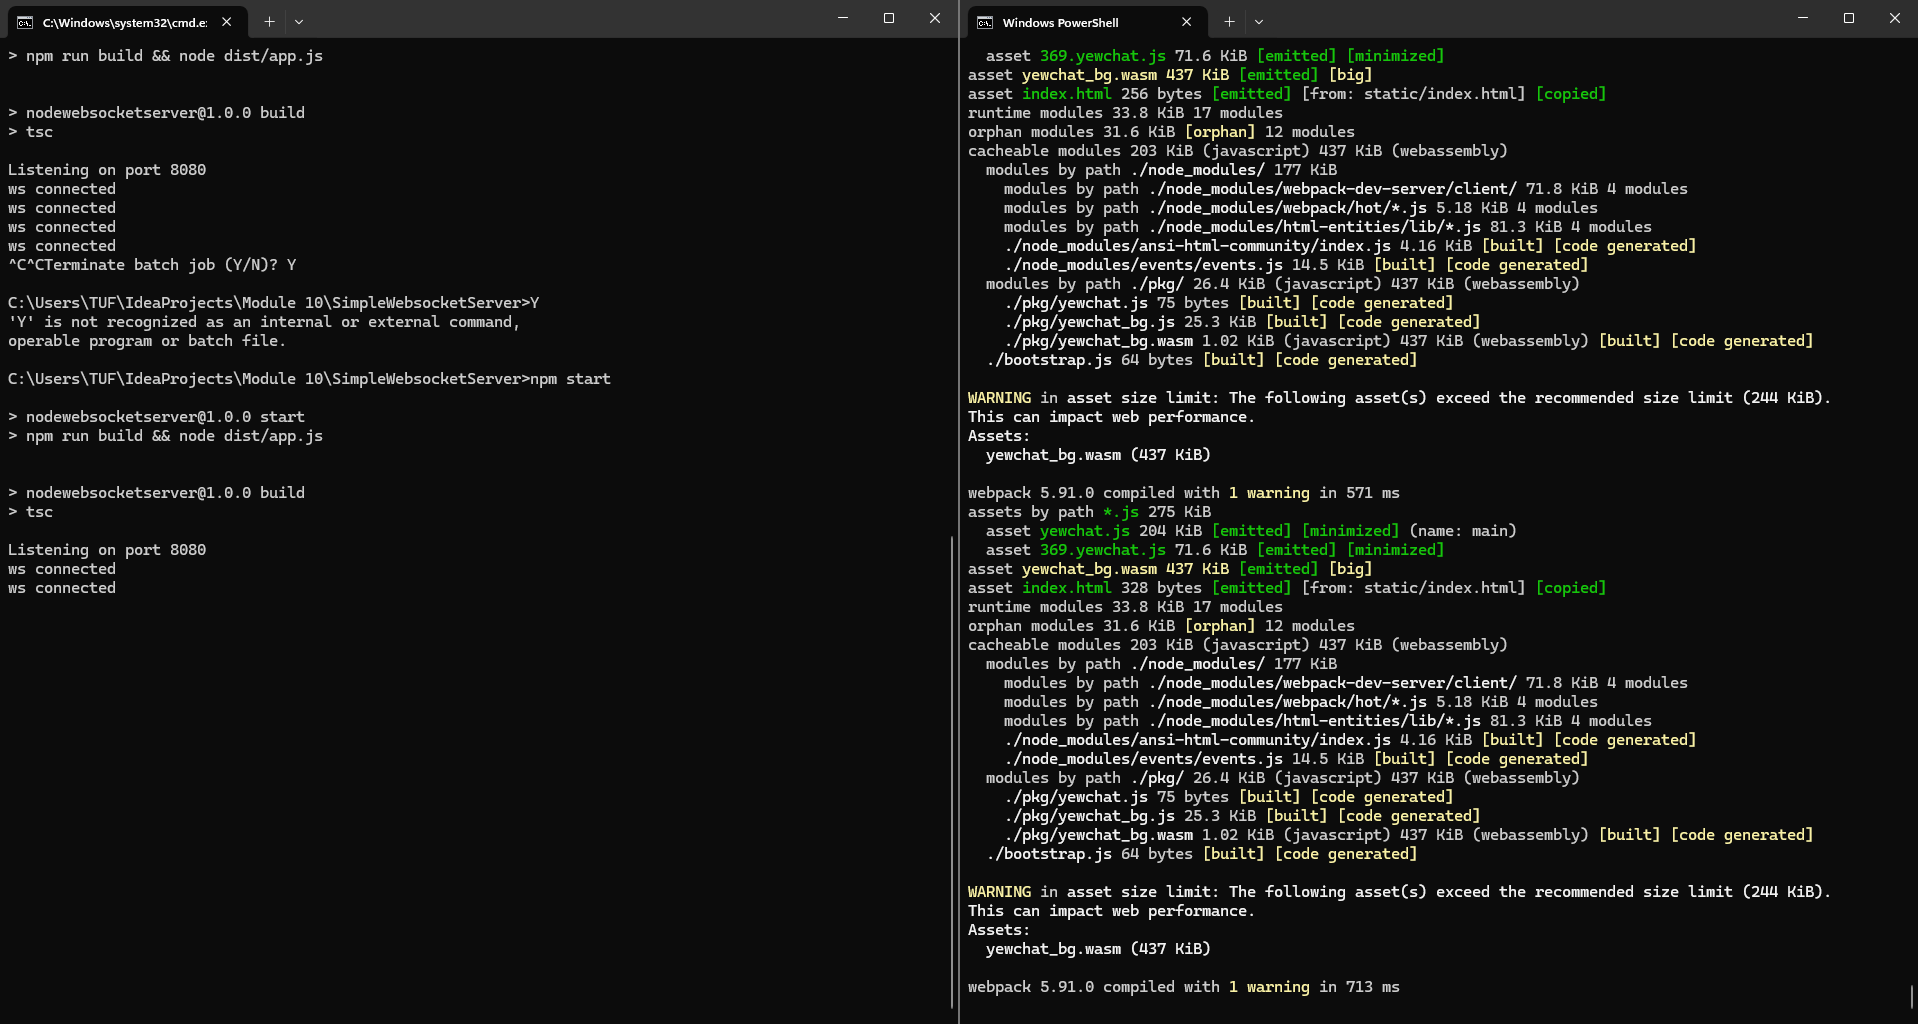 C:\Windows\system32\cmd.e:
> npm run build && node dist/app.js
> nodewebsocketserver@1.0.0 build
> tsc
Listening on port 8080
ws connected
ws connected
ws connected
ws connected
^C^CTerminate batch job (Y/N)? Y
C:\Users\TUF\IdeaProjects\Module 10\SimpleWebsocketServer>Y
'Y' is not recognized as an internal or external command,
operable program or batch file.
C:\Users\TUF\IdeaProjects\Module 10\SimpleWebsocketServer>npm start
> nodewebsocketserver@1.0.0 start
> npm run build && node dist/app.js
> nodewebsocketserver@1.0.0 build
> tsc
Listening on port 8080
ws connected
ws connected
Windows PowerShell
asset 369.yewchat.js 71.6 KiB [emitted] [minimized]
asset yewchat_bg.wasm 437 KiB [emitted] [big]
asset index.html 256 bytes [emitted] [from: static/index.html] [copied]
runtime modules 33.8 KiB 17 modules
orphan modules 31.6 KiB [orphan] 12 modules
cacheable modules 203 KiB (javascript) 437 KiB (webassembly)
modules by path ./node_modules/ 177 KiB
modules by path ./node_modules/webpack-dev-server/client/ 71.8 KiB 4 modules
modules by path ./node_modules/webpack/hot/*.js 5.18 KiB 4 modules
modules by path ./node_modules/html-entities/lib/*.js 81.3 KiB 4 modules
./node_modules/ansi-html-community/index.js 4.16 KiB [built] [code generated]
./node_modules/events/events.js 14.5 KiB [built] [code generated]
modules by path ./pkg/ 26.4 KiB (javascript) 437 KiB (webassembly)
./pkg/yewchat.js 75 bytes [built] [code generated]
./pkg/yewchat_bg.js 25.3 KiB [built] [code generated]
./pkg/yewchat_bg.wasm 1.02 KiB (javascript) 437 KiB (webassembly) [built] [code generated]
./bootstrap.js 64 bytes [built] [code generated]
WARNING in asset size limit: The following asset(s) exceed the recommended size limit (244 KiB).
This can impact web performance.
Assets:
yewchat_bg.wasm (437 KiB)
webpack 5.91.0 compiled with 1 warning in 571 ms
assets by path *.js 275 KiB
asset yewchat.js 204 KiB [emitted] [minimized] (name: main)
asset 369.yewchat.js 71.6 KiB [emitted] [minimized]
asset yewchat_bg.wasm 437 KiB [emitted] [big]
asset index.html 328 bytes [emitted] [from: static/index.html] [copied]
runtime modules 33.8 KiB 17 modules
orphan modules 31.6 KiB [orphan] 12 modules
cacheable modules 203 KiB (javascript) 437 KiB (webassembly)
modules by path ./node_modules/ 177 KiB
modules by path ./node_modules/webpack-dev-server/client/ 71.8 KiB 4 modules
modules by path ./node_modules/webpack/hot/*.js 5.18 KiB 4 modules
modules by path ./node_modules/html-entities/lib/*.js 81.3 KiB 4 modules
./node_modules/ansi-html-community/index.js 4.16 KiB [built] [code generated]
./node_modules/events/events.js 14.5 KiB [built] [code generated]
modules by path ./pkg/ 26.4 KiB (javascript) 437 KiB (webassembly)
./pkg/yewchat.js 75 bytes [built] [code generated]
./pkg/yewchat_bg.js 25.3 KiB [built] [code generated]
./pkg/yewchat_bg.wasm 1.02 KiB (javascript) 437 KiB (webassembly) [built] [code generated]
./bootstrap.js 64 bytes [built] [code generated]
WARNING in asset size limit: The following asset(s) exceed the recommended size limit (244 KiB).
This can impact web performance.
Assets:
yewchat_bg.wasm (437 KiB)
webpack 5.91.0 compiled with 1 warning in 713 ms